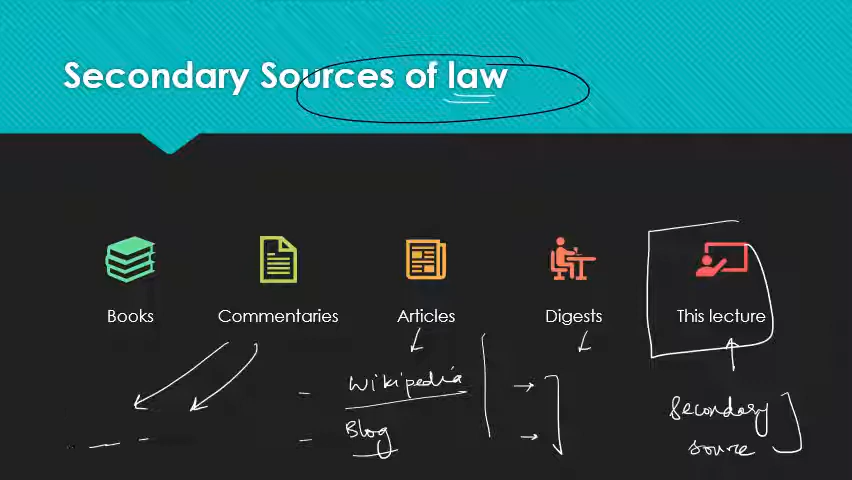 Secondary Sources of law
Books
Commentaries
Articles
Digests
This lecture
Wikipedia
Blog
Secondary
source